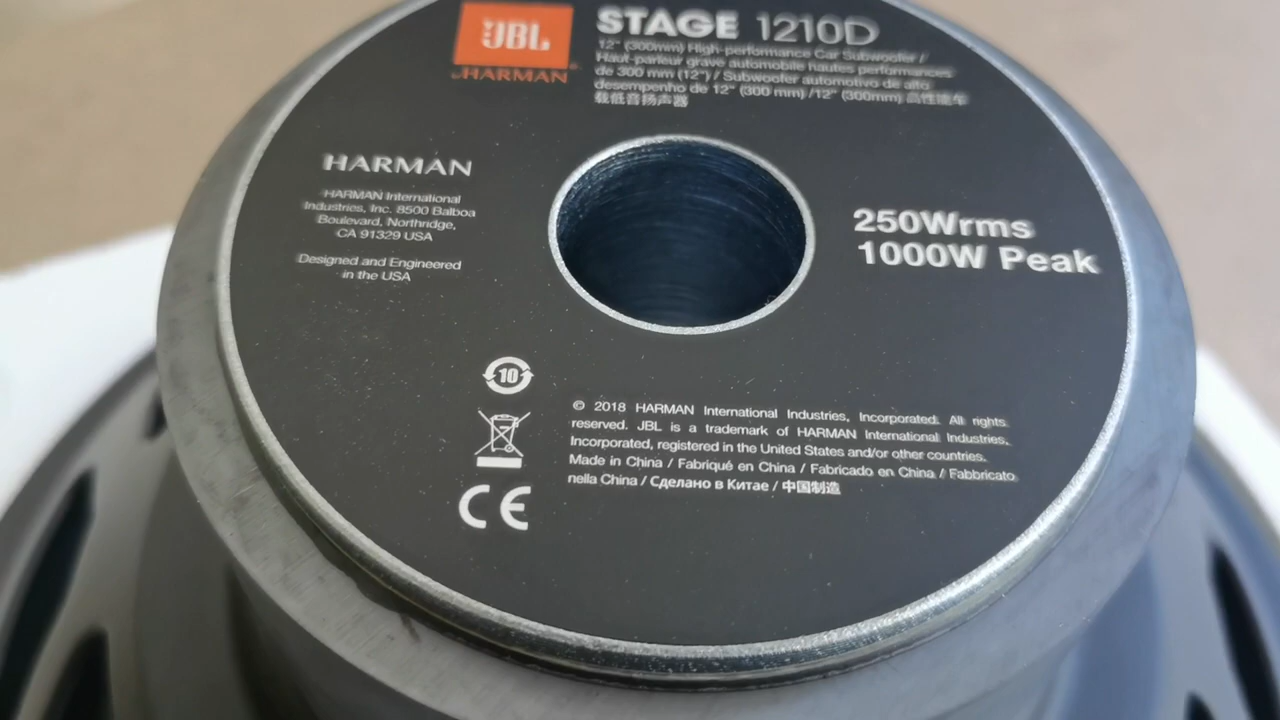 JBL
STAGE 1210D
by HARMAN
12" (300mm) High-performance Car Subwoofer /
Haut-parleur grave automobile hautes performances
de 300 mm (12") / Subwoofer automotivo de alto
desempenho de 12" (300 mm) /12" (300mm) 高性能车
载低音扬声器
HARMAN
HARMAN International
Industries, Inc. 8500 Balboa
Boulevard, Northridge,
CA 91329 USA
Designed and Engineered
in the USA
250Wrms
1000W Peak
10
© 2018 HARMAN International Industries, Incorporated. All rights
reserved. JBL is a trademark of HARMAN International Industries,
Incorporated, registered in the United States and/or other countries.
Made in China / Fabriqué en China / Fabricado en China / Fabbricato
nella China / Сделано в Китае / 中国制造
CE